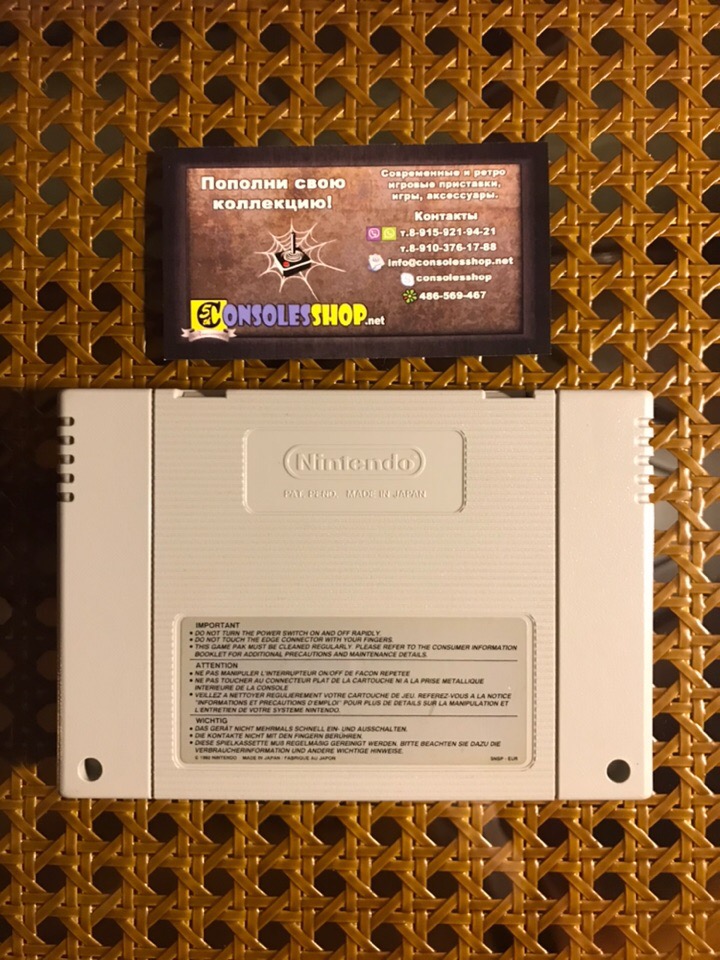 Пополни свою
коллекцию!
Современные и ретро
игровые приставки,
игры, аксессуары.
Контакты
т.8-915-921-94-21
т.8-910-376-17-88
info@consolesshop.net
consolesshop
486-569-467
CONSOLESSHOP.net
Nintendo
PAT. PEND. MADE IN JAPAN
IMPORTANT
• DO NOT TURN THE POWER SWITCH ON AND OFF RAPIDLY.
• DO NOT TOUCH THE EDGE CONNECTOR WITH YOUR FINGERS.
• THIS GAME PAK MUST BE CLEANED REGULARLY. PLEASE REFER TO THE CONSUMER INFORMATION
BOOKLET FOR ADDITIONAL PRECAUTIONS AND MAINTENANCE DETAILS.
ATTENTION
• NE PAS MANIPULER L'INTERRUPTEUR ON/OFF DE FACON REPETEE
• NE PAS TOUCHER AU CONNECTEUR PLAT DE LA CARTOUCHE NI A LA PRISE METALLIQUE
INTERIEURE DE LA CONSOLE
• VEILLEZ A NETTOYER REGULIEREMENT VOTRE CARTOUCHE DE JEU. REFEREZ-VOUS A LA NOTICE
"INFORMATIONS ET PRECAUTIONS D'EMPLOI" POUR PLUS DE DETAILS SUR LA MANIPULATION ET
L'ENTRETIEN DE VOTRE SYSTEME NINTENDO.
WICHTIG
• DAS GERÄT NICHT MEHRMALS SCHNELL EIN- UND AUSSCHALTEN.
• DIE KONTAKTE NICHT MIT DEN FINGERN BERÜHREN.
• DIESE SPIELKASSETTE MUß REGELMÄßIG GEREINIGT WERDEN. BITTE BEACHTEN SIE DAZU DIE
VERBRAUCHERINFORMATION UND ANDERE WICHTIGE HINWEISE.
© 1992 NINTENDO MADE IN JAPAN / FABRIQUE AU JAPON SNSP-EUR